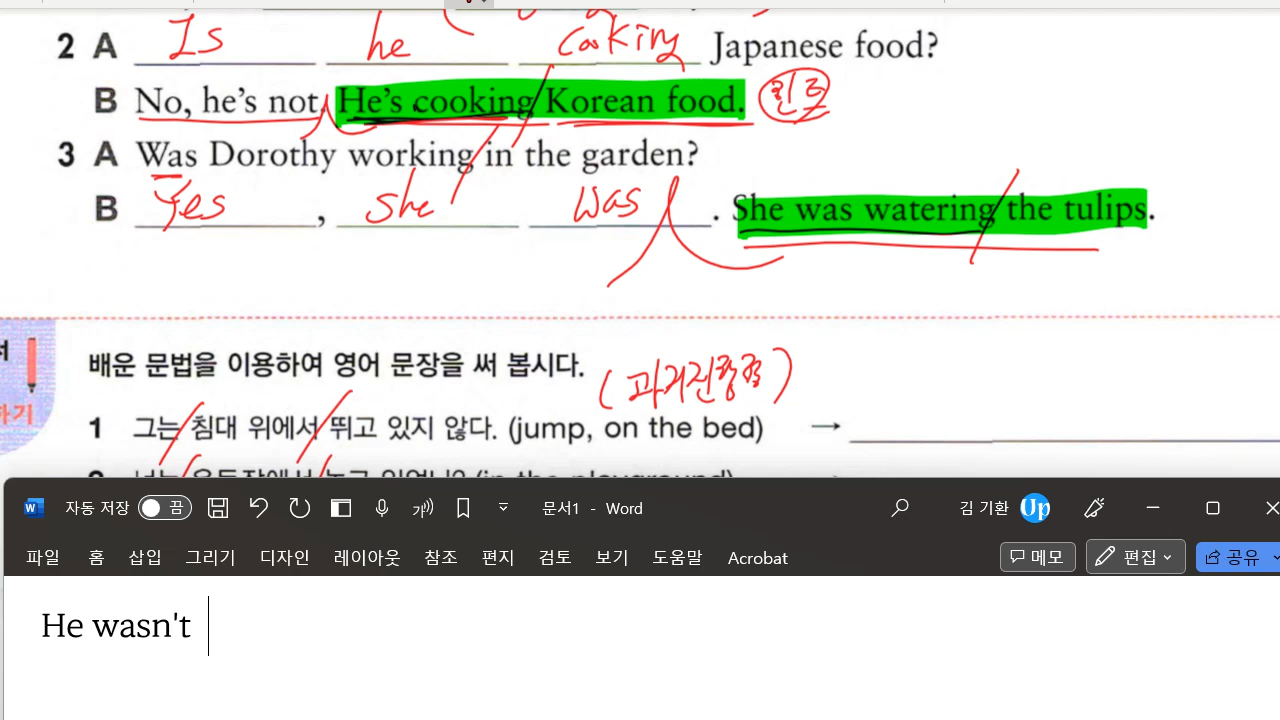 2 A Is he cooking Japanese food?
B No, he's not. He's cooking Korean food.
3 A Was Dorothy working in the garden?
B Yes, she was. She was watering the tulips.
배운 문법을 이용하여 영어 문장을 써 봅시다.
(과거진행중)
하기
1 그는 침대 위에서 뛰고 있지 않다. (jump, on the bed) →
자동 저장 끔 문서1 - Word 김 기환 Up
파일 홈 삽입 그리기 디자인 레이아웃 참조 편지 검토 보기 도움말 Acrobat 메모 편집 공유
He wasn't